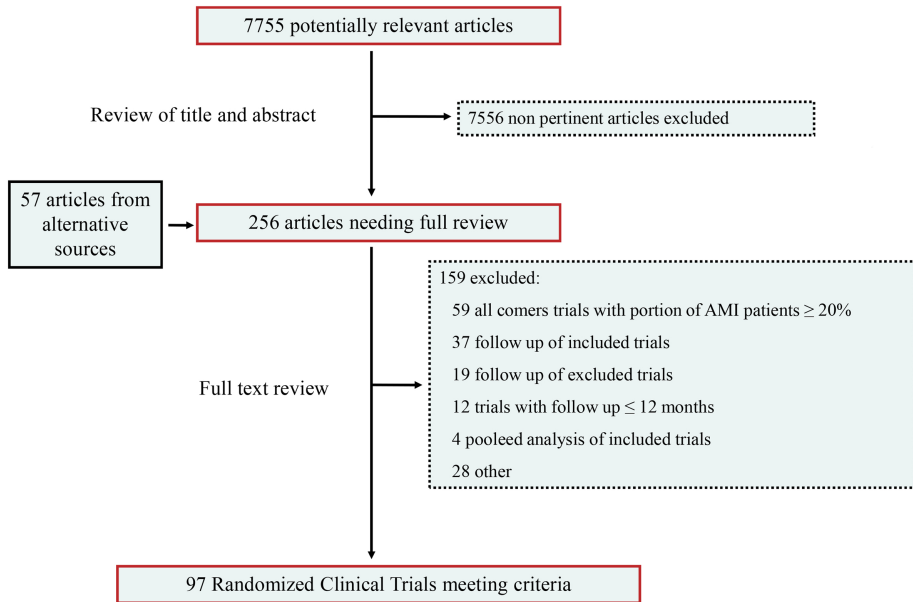 7755 potentially relevant articles
Review of title and abstract
7556 non pertinent articles excluded
57 articles from
alternative
sources
256 articles needing full review
159 excluded:
59 all comers trials with portion of AMI patients ≥ 20%
37 follow up of included trials
19 follow up of excluded trials
12 trials with follow up ≤ 12 months
4 pooleed analysis of included trials
28 other
Full text review
97 Randomized Clinical Trials meeting criteria